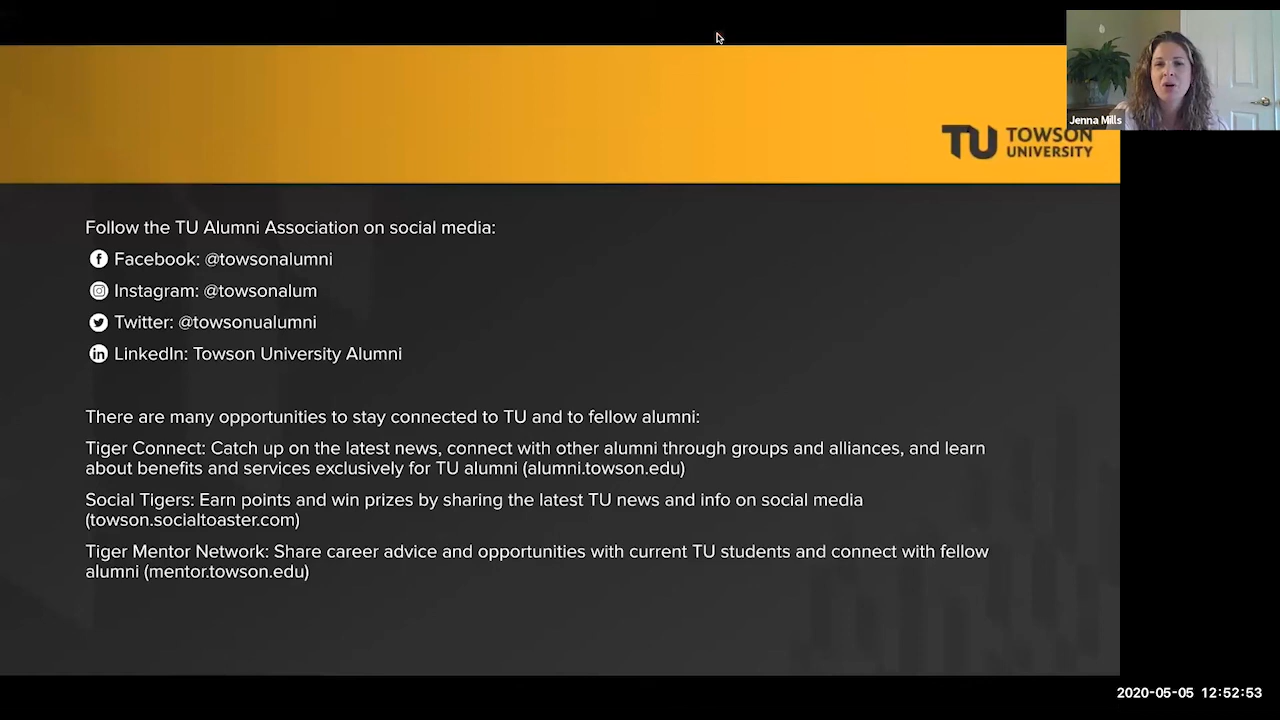 Jenna Mills
TU TOWSON
UNIVERSITY
Follow the TU Alumni Association on social media:
Facebook: @towsonalumni
Instagram: @towsonalum
Twitter: @towsonualumni
LinkedIn: Towson University Alumni
There are many opportunities to stay connected to TU and to fellow alumni:
Tiger Connect: Catch up on the latest news, connect with other alumni through groups and alliances, and learn
about benefits and services exclusively for TU alumni (alumni.towson.edu)
Social Tigers: Earn points and win prizes by sharing the latest TU news and info on social media
(towson.socialtoaster.com)
Tiger Mentor Network: Share career advice and opportunities with current TU students and connect with fellow
alumni (mentor.towson.edu)
2020-05-05 12:52:53